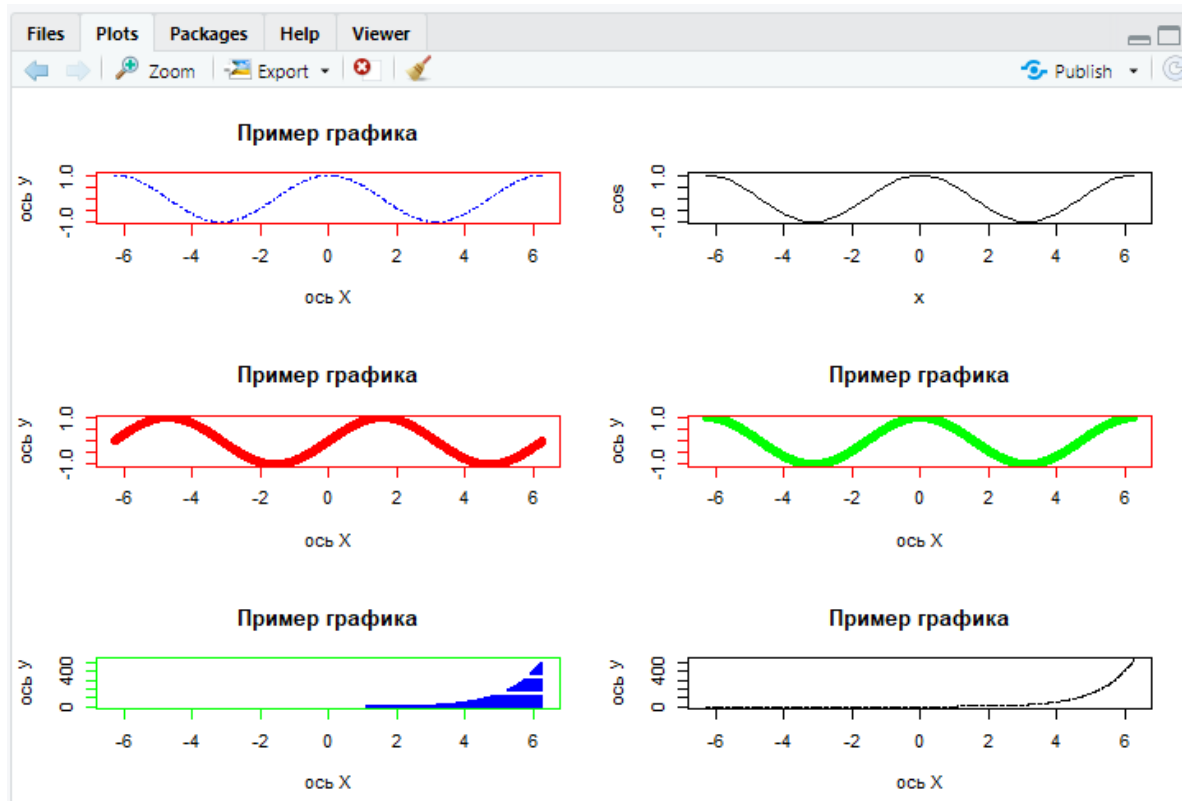 Files Plots Packages Help Viewer
Zoom Export Publish
Пример графика
ось y
1.0
-1.0
-6 -4 -2 0 2 4 6
ось X
cos
1.0
-1.0
-6 -4 -2 0 2 4 6
x
Пример графика
ось y
1.0
-1.0
-6 -4 -2 0 2 4 6
ось X
Пример графика
ось y
1.0
-1.0
-6 -4 -2 0 2 4 6
ось X
Пример графика
ось y
400
0
-6 -4 -2 0 2 4 6
ось X
Пример графика
ось y
400
0
-6 -4 -2 0 2 4 6
ось X